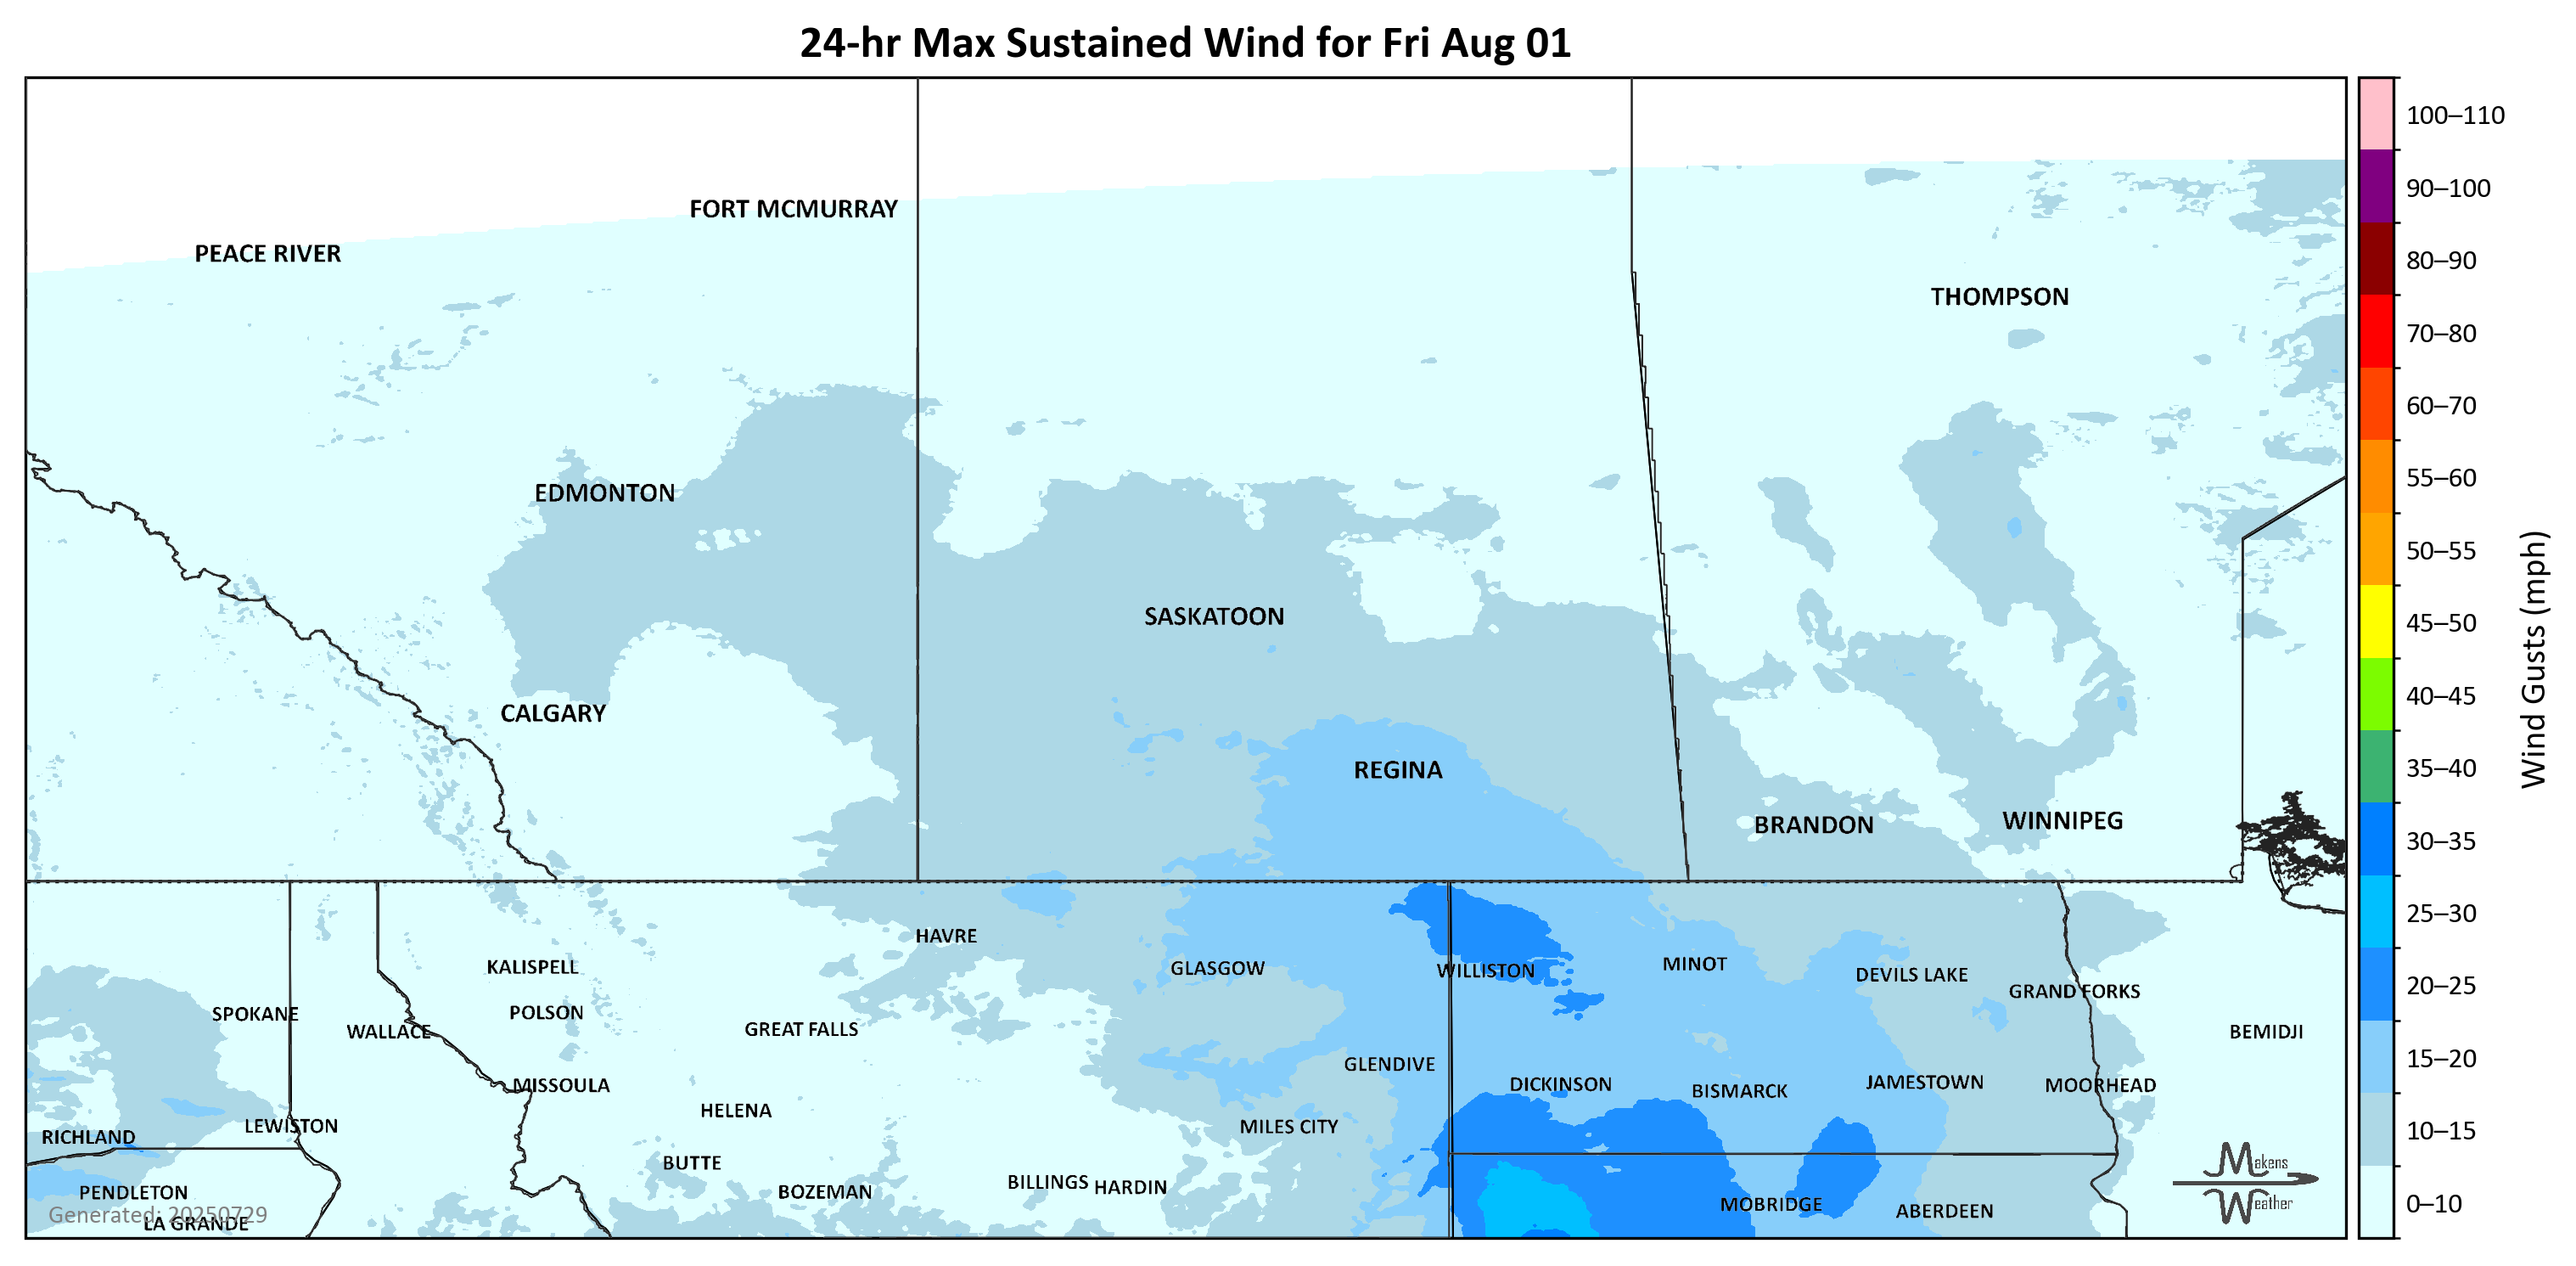 24-hr Max Sustained Wind for Fri Aug 01
FORT MCMURRAY
PEACE RIVER
THOMPSON
EDMONTON
SASKATOON
CALGARY
REGINA
BRANDON
WINNIPEG
HAVRE
KALISPELL
GLASGOW
WILLISTON
MINOT
DEVILS LAKE
GRAND FORKS
SPOKANE
POLSON
WALLACE
GREAT FALLS
BEMIDJI
GLENDIVE
MISSOULA
DICKINSON
BISMARCK
JAMESTOWN
MOORHEAD
HELENA
LEWISTON
MILES CITY
RICHLAND
BUTTE
BILLINGS
HARDIN
PENDLETON
BOZEMAN
MOBRIDGE
ABERDEEN
Generated: 20250729
LA GRANDE
Makens
Weather
100–110
90–100
80–90
70–80
60–70
55–60
50–55
45–50
40–45
35–40
30–35
25–30
20–25
15–20
10–15
0–10
Wind Gusts (mph)